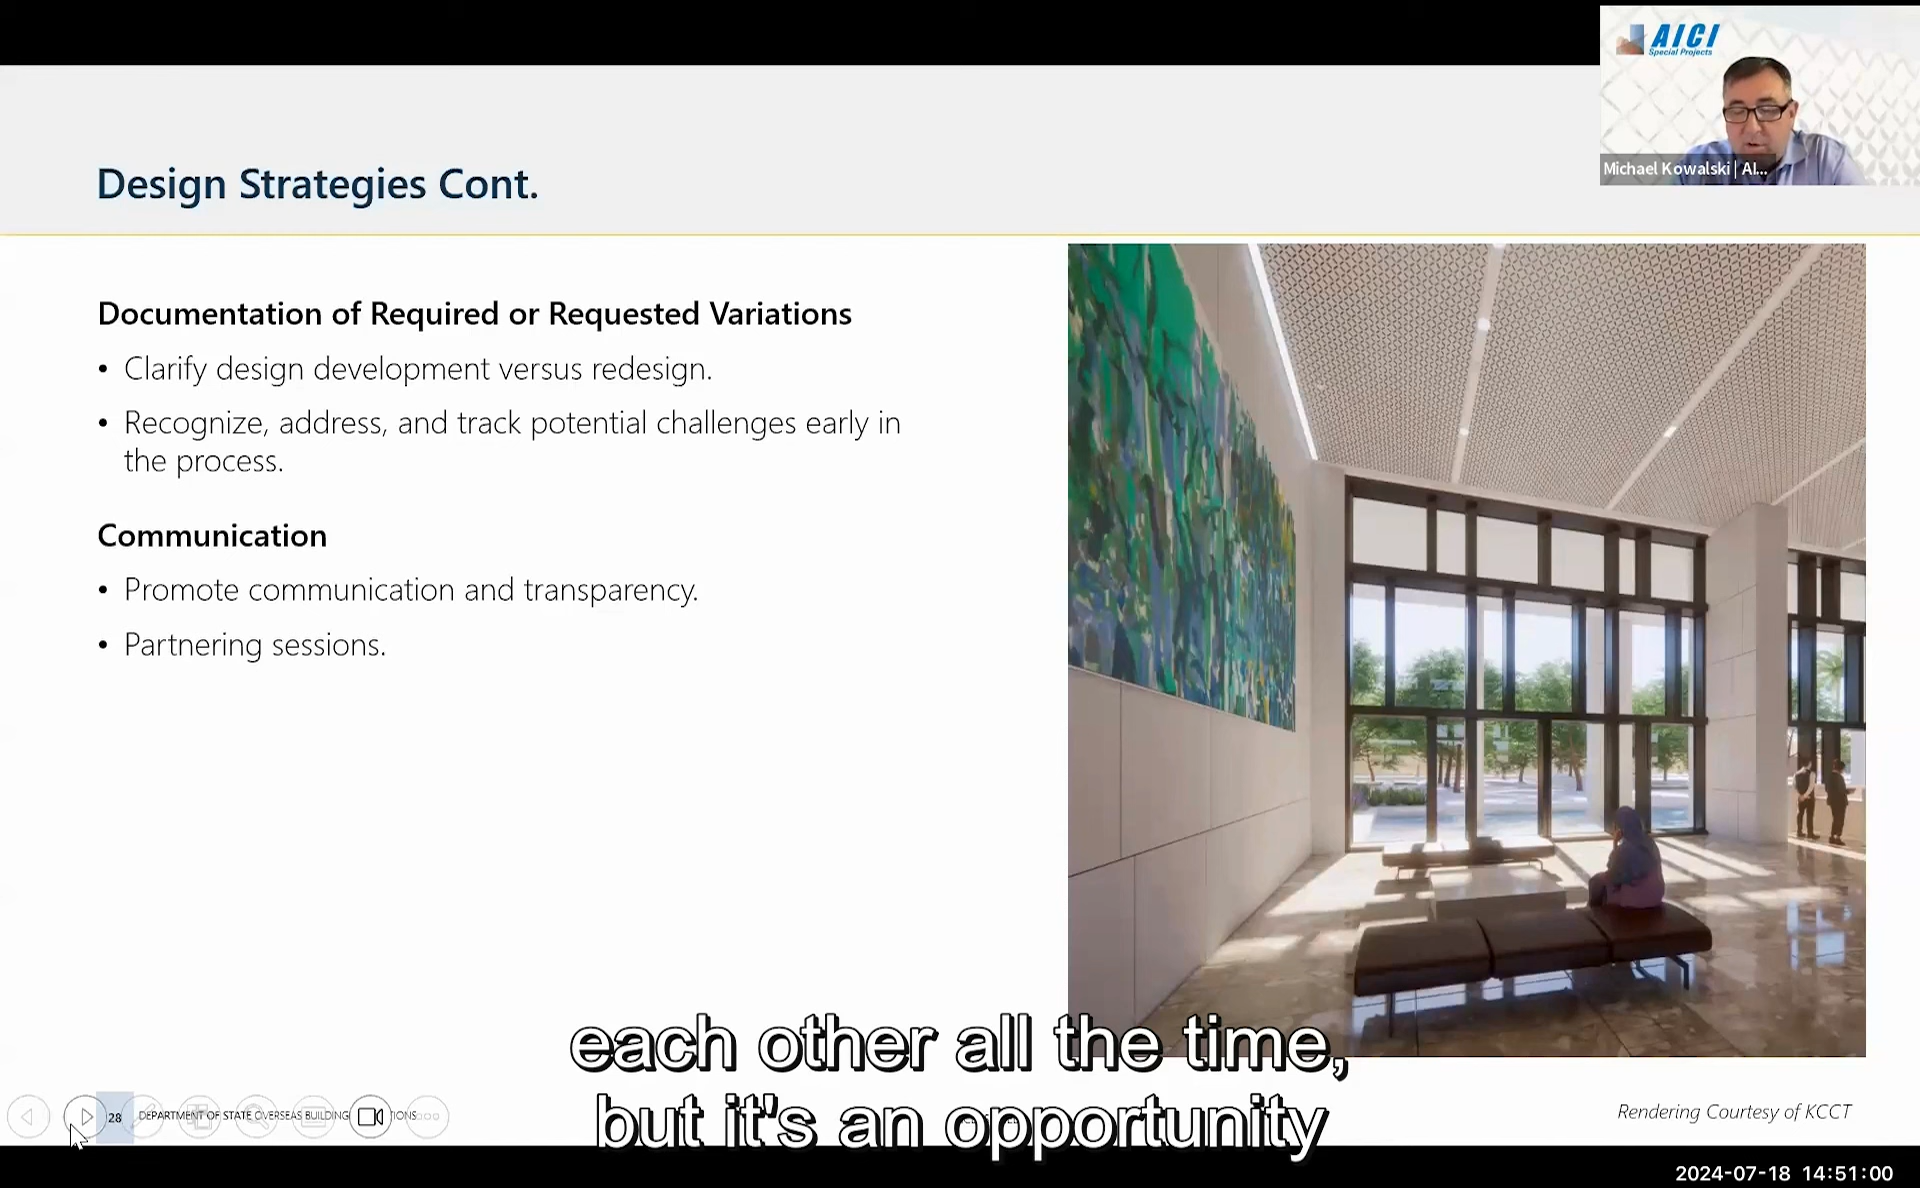 AICI
Special Projects
Michael Kowalski | AI...
Design Strategies Cont.
Documentation of Required or Requested Variations
• Clarify design development versus redesign.
• Recognize, address, and track potential challenges early in
the process.
Communication
• Promote communication and transparency.
• Partnering sessions.
each other all the time,
but it's an opportunity
28
DEPARTMENT OF STATE OVERSEAS BUILDING
IONS
Rendering Courtesy of KCCT
2024-07-18 14:51:00